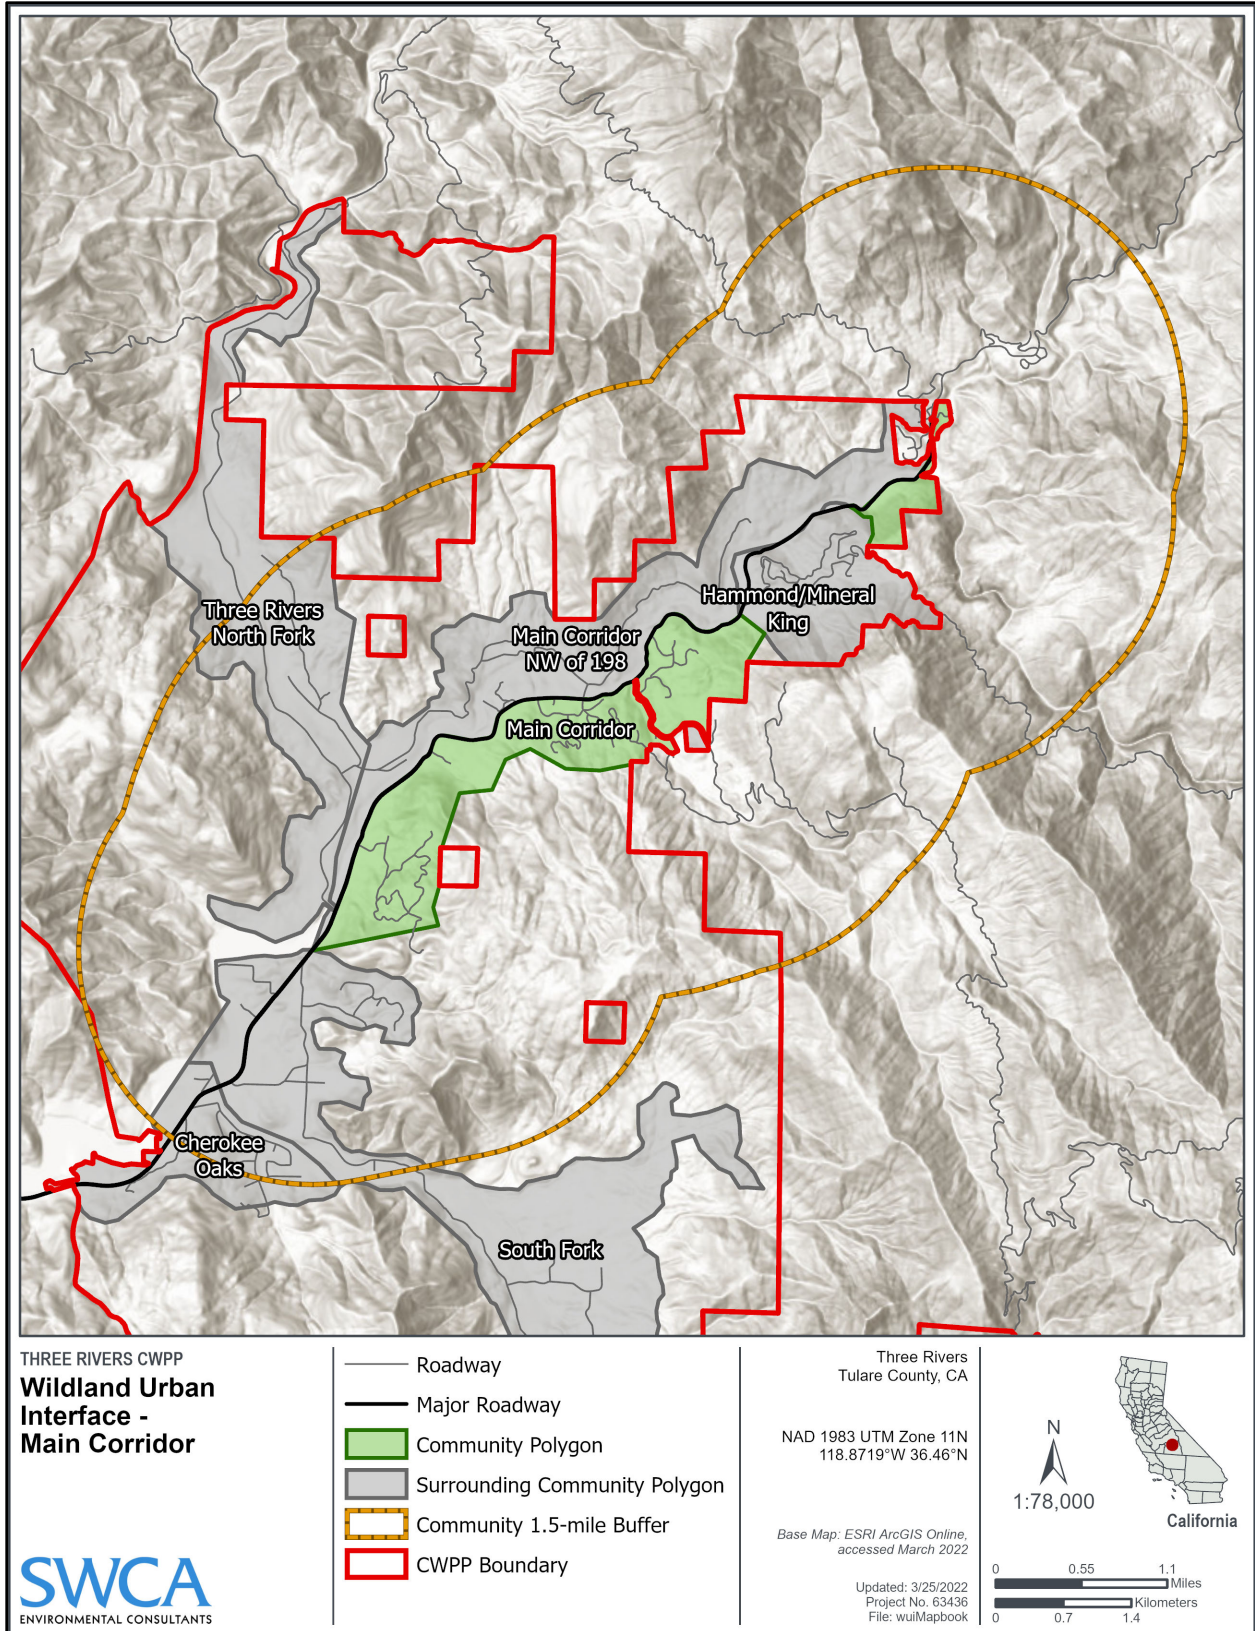 Three Rivers
North Fork
Main Corridor
NW of 198
Hammond/Mineral
King
Main Corridor
Cherokee
Oaks
South Fork
THREE RIVERS CWPP
Wildland Urban
Interface -
Main Corridor
SWCA
ENVIRONMENTAL CONSULTANTS
Roadway
Major Roadway
Community Polygon
Surrounding Community Polygon
Community 1.5-mile Buffer
CWPP Boundary
Three Rivers
Tulare County, CA
NAD 1983 UTM Zone 11N
118.8719°W 36.46°N
Base Map: ESRI ArcGIS Online,
accessed March 2022
Updated: 3/25/2022
Project No. 63436
File: wuiMapbook
N
1:78,000
California
0 0.55 1.1
Miles
Kilometers
0 0.7 1.4